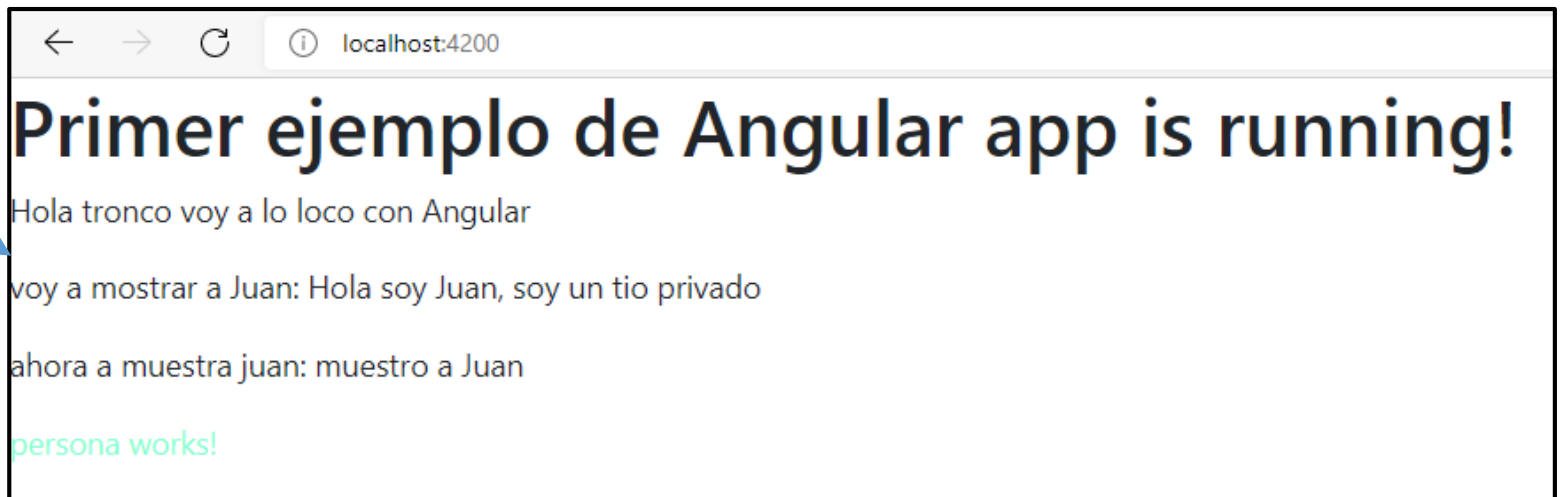 localhost:4200
Primer ejemplo de Angular app is running!
Hola tronco voy a lo loco con Angular
voy a mostrar a Juan: Hola soy Juan, soy un tio privado
ahora a muestra juan: muestro a Juan
persona works!